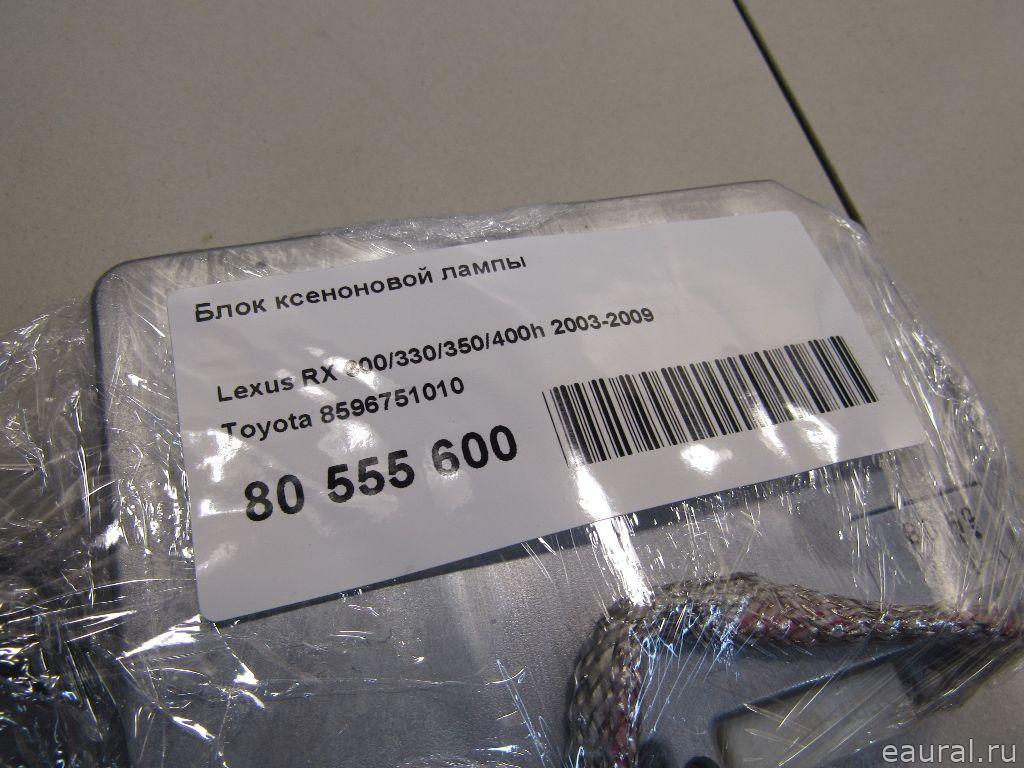 Блок ксеноновой лампы
Lexus RX 300/330/350/400h 2003-2009
Toyota 8596751010
80 555 600
eaural.ru